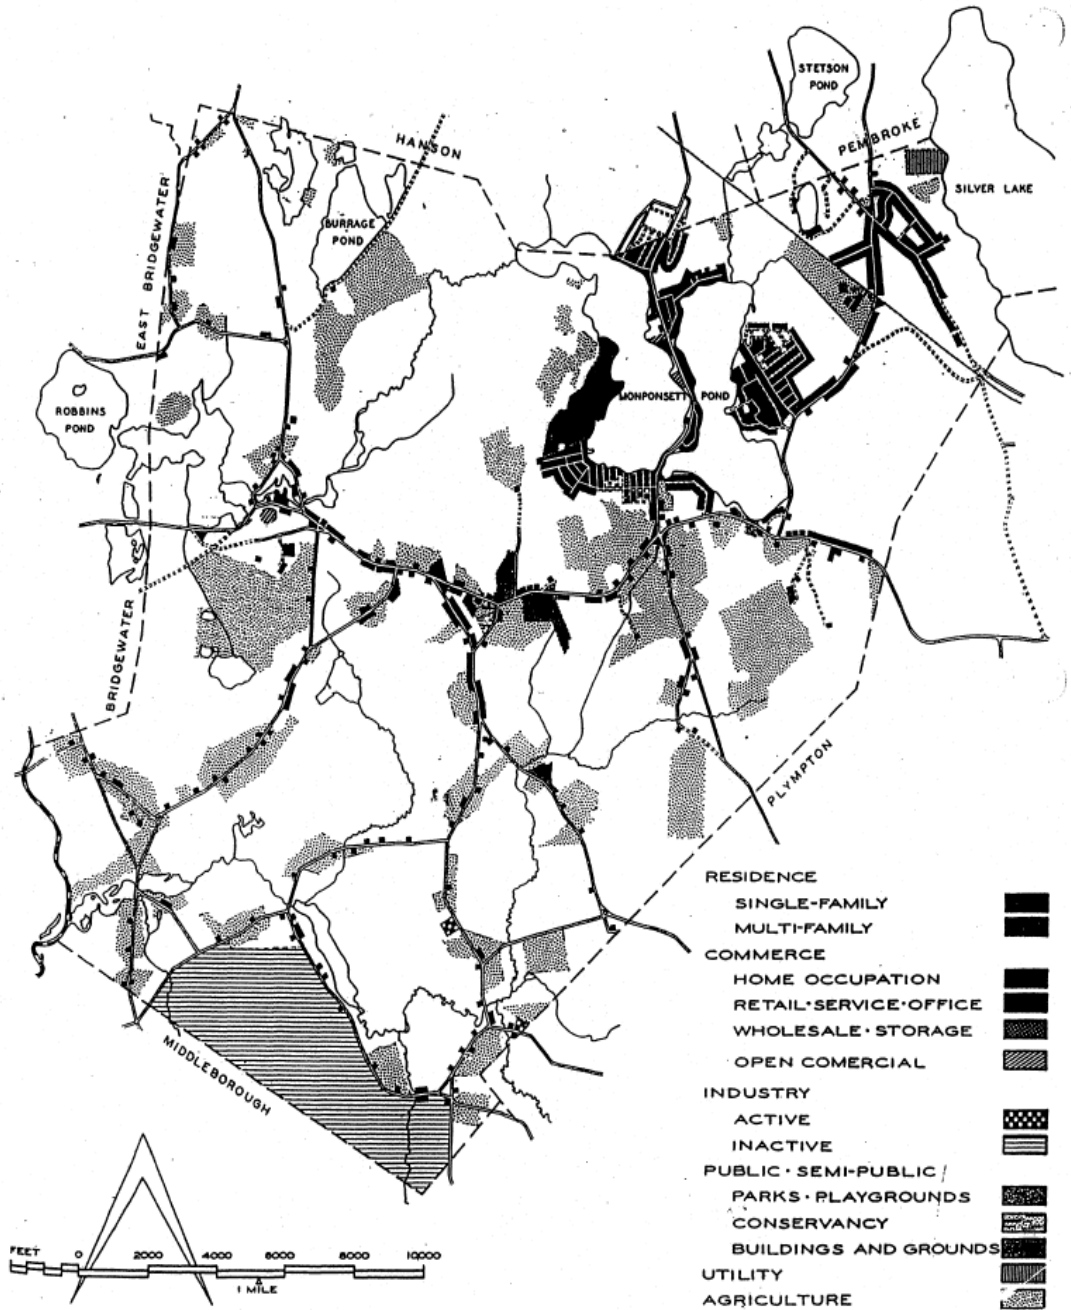 STETSON
POND
PEMBROKE
HANSON
SILVER LAKE
EAST BRIDGEWATER
BURRAGE
POND
ROBBINS
POND
MONPONSETT POND
BRIDGEWATER
PLYMPTON
MIDDLEBOROUGH
RESIDENCE
SINGLE-FAMILY
MULTI-FAMILY
COMMERCE
HOME OCCUPATION
RETAIL·SERVICE·OFFICE
WHOLESALE·STORAGE
OPEN COMERCIAL
INDUSTRY
ACTIVE
INACTIVE
PUBLIC·SEMI-PUBLIC
PARKS·PLAYGROUNDS
CONSERVANCY
BUILDINGS AND GROUNDS
UTILITY
AGRICULTURE
FEET 0 2000 4000 6000 8000 10000
1 MILE